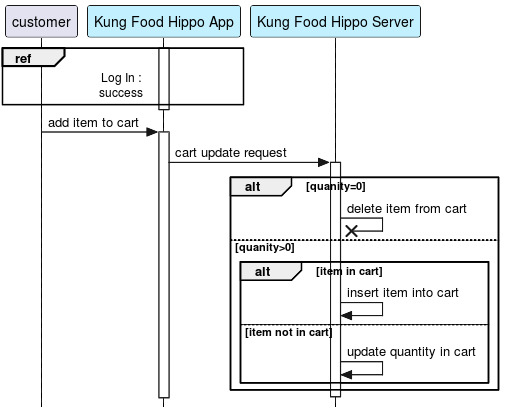 customer
Kung Food Hippo App
Kung Food Hippo Server
ref
Log In :
success
add item to cart
cart update request
alt
[quanity=0]
delete item from cart
[quanity>0]
alt
[item in cart]
insert item into cart
[item not in cart]
update quantity in cart